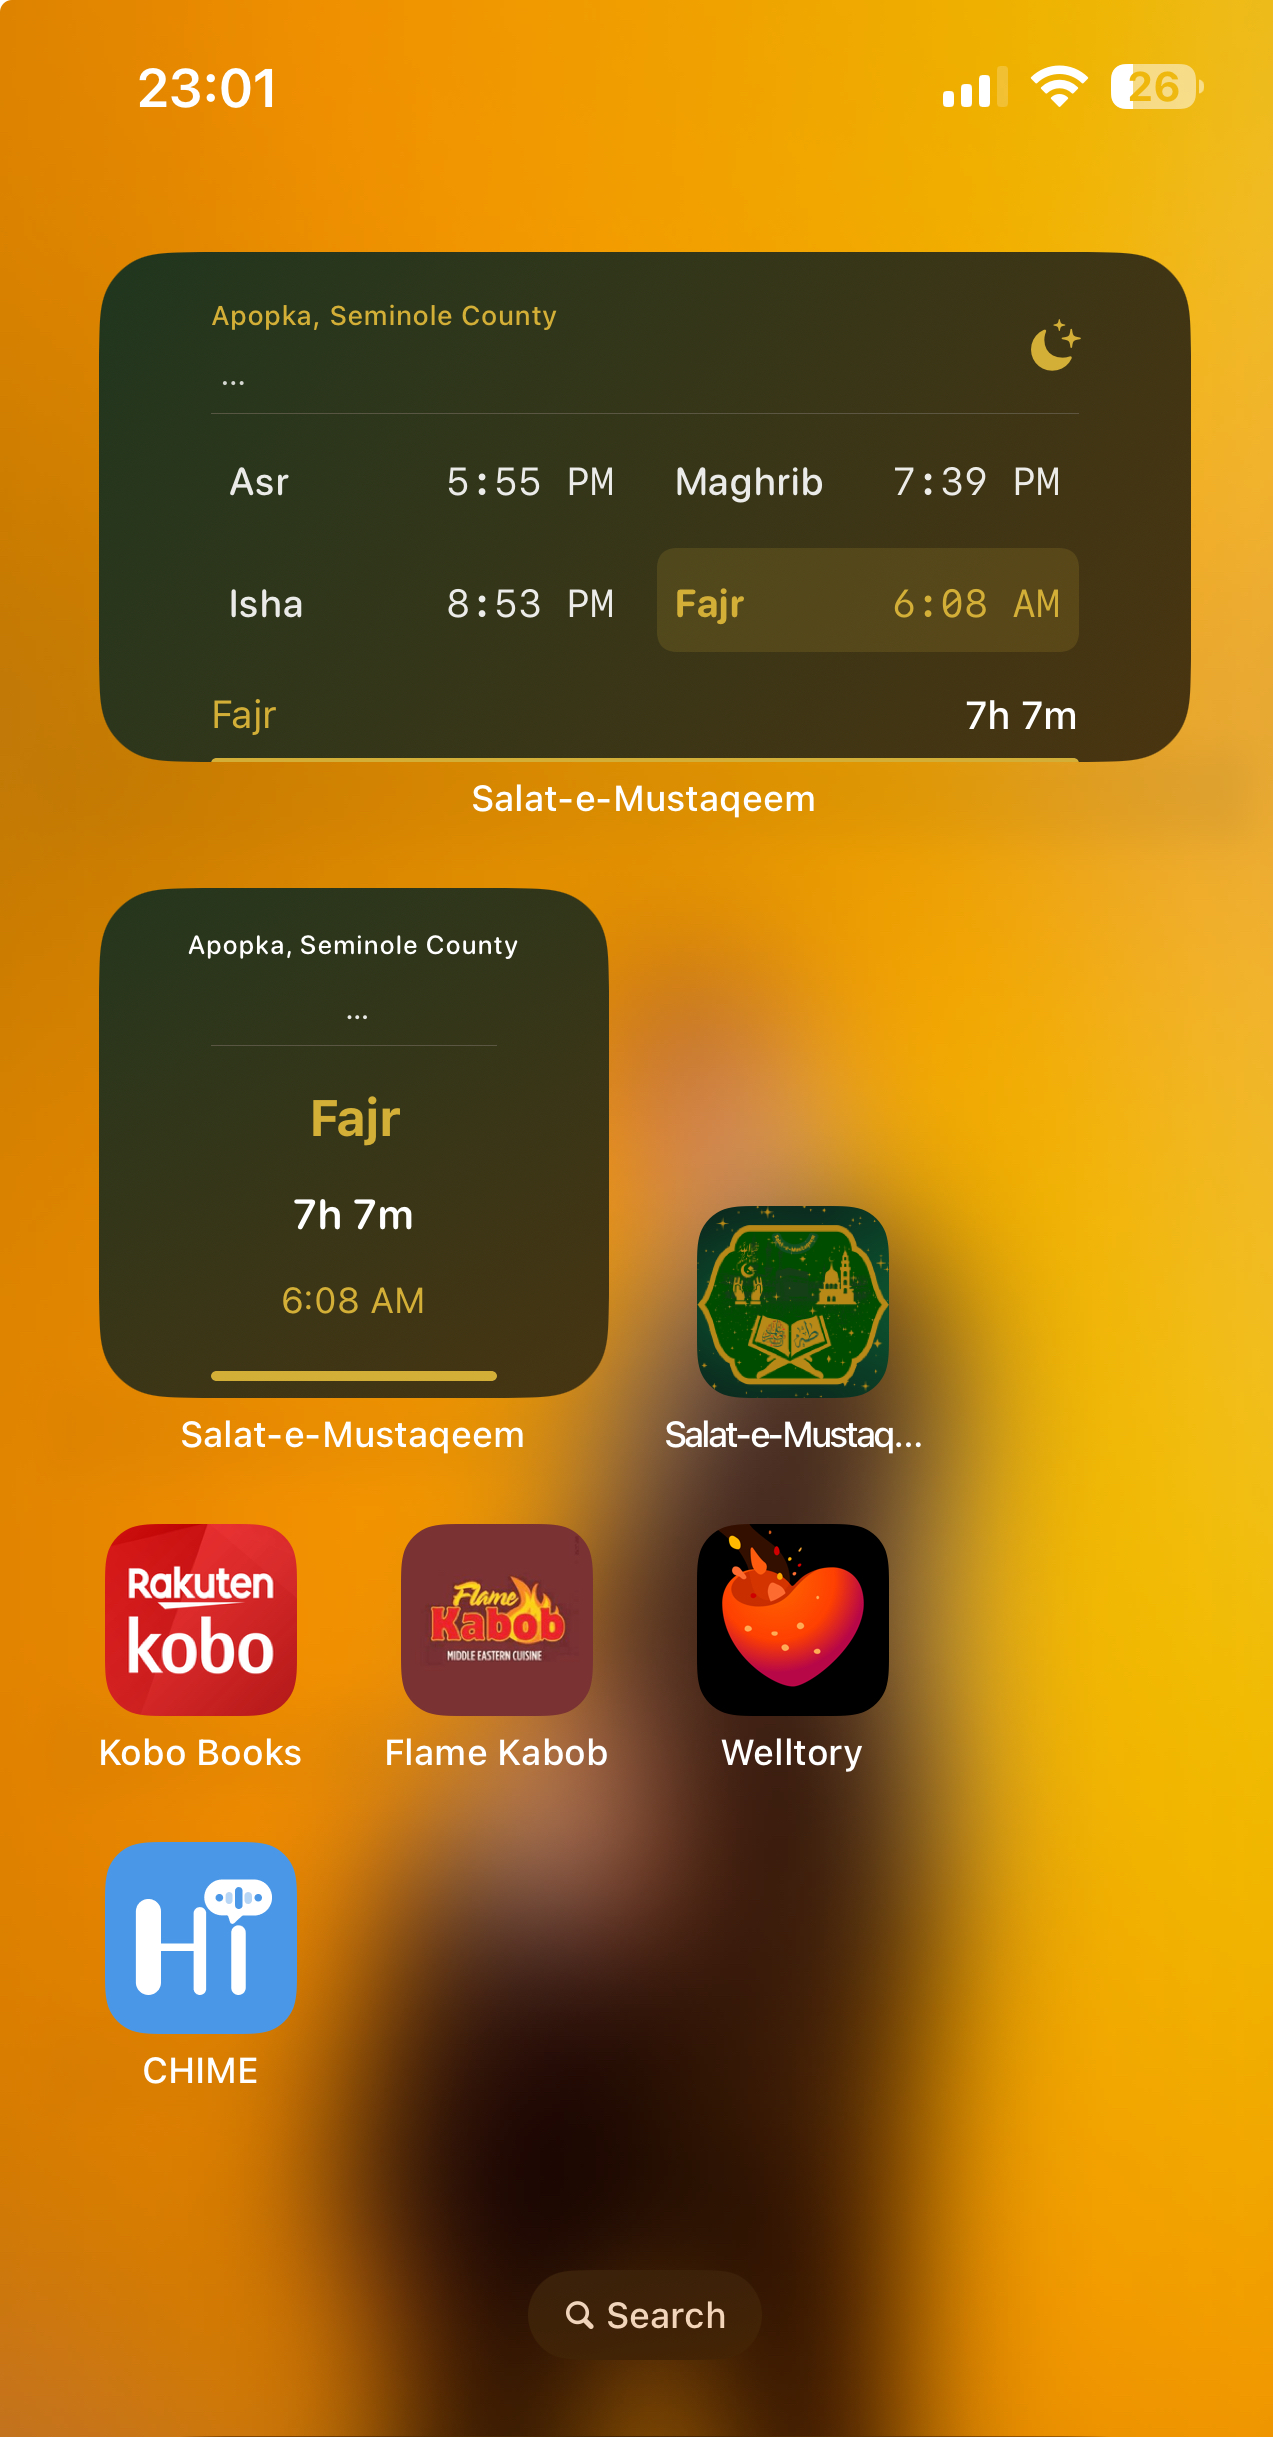 23:01
26
Apopka, Seminole County
...
Asr 5:55 PM Maghrib 7:39 PM
Isha 8:53 PM Fajr 6:08 AM
Fajr 7h 7m
Salat-e-Mustaqeem
Apopka, Seminole County
...
Fajr
7h 7m
6:08 AM
Salat-e-Mustaqeem
Salat-e-Mustaq...
Rakuten
kobo
Flame
Kabob
MIDDLE EASTERN CUISINE
Kobo Books Flame Kabob Welltory
Hi
CHIME
Search